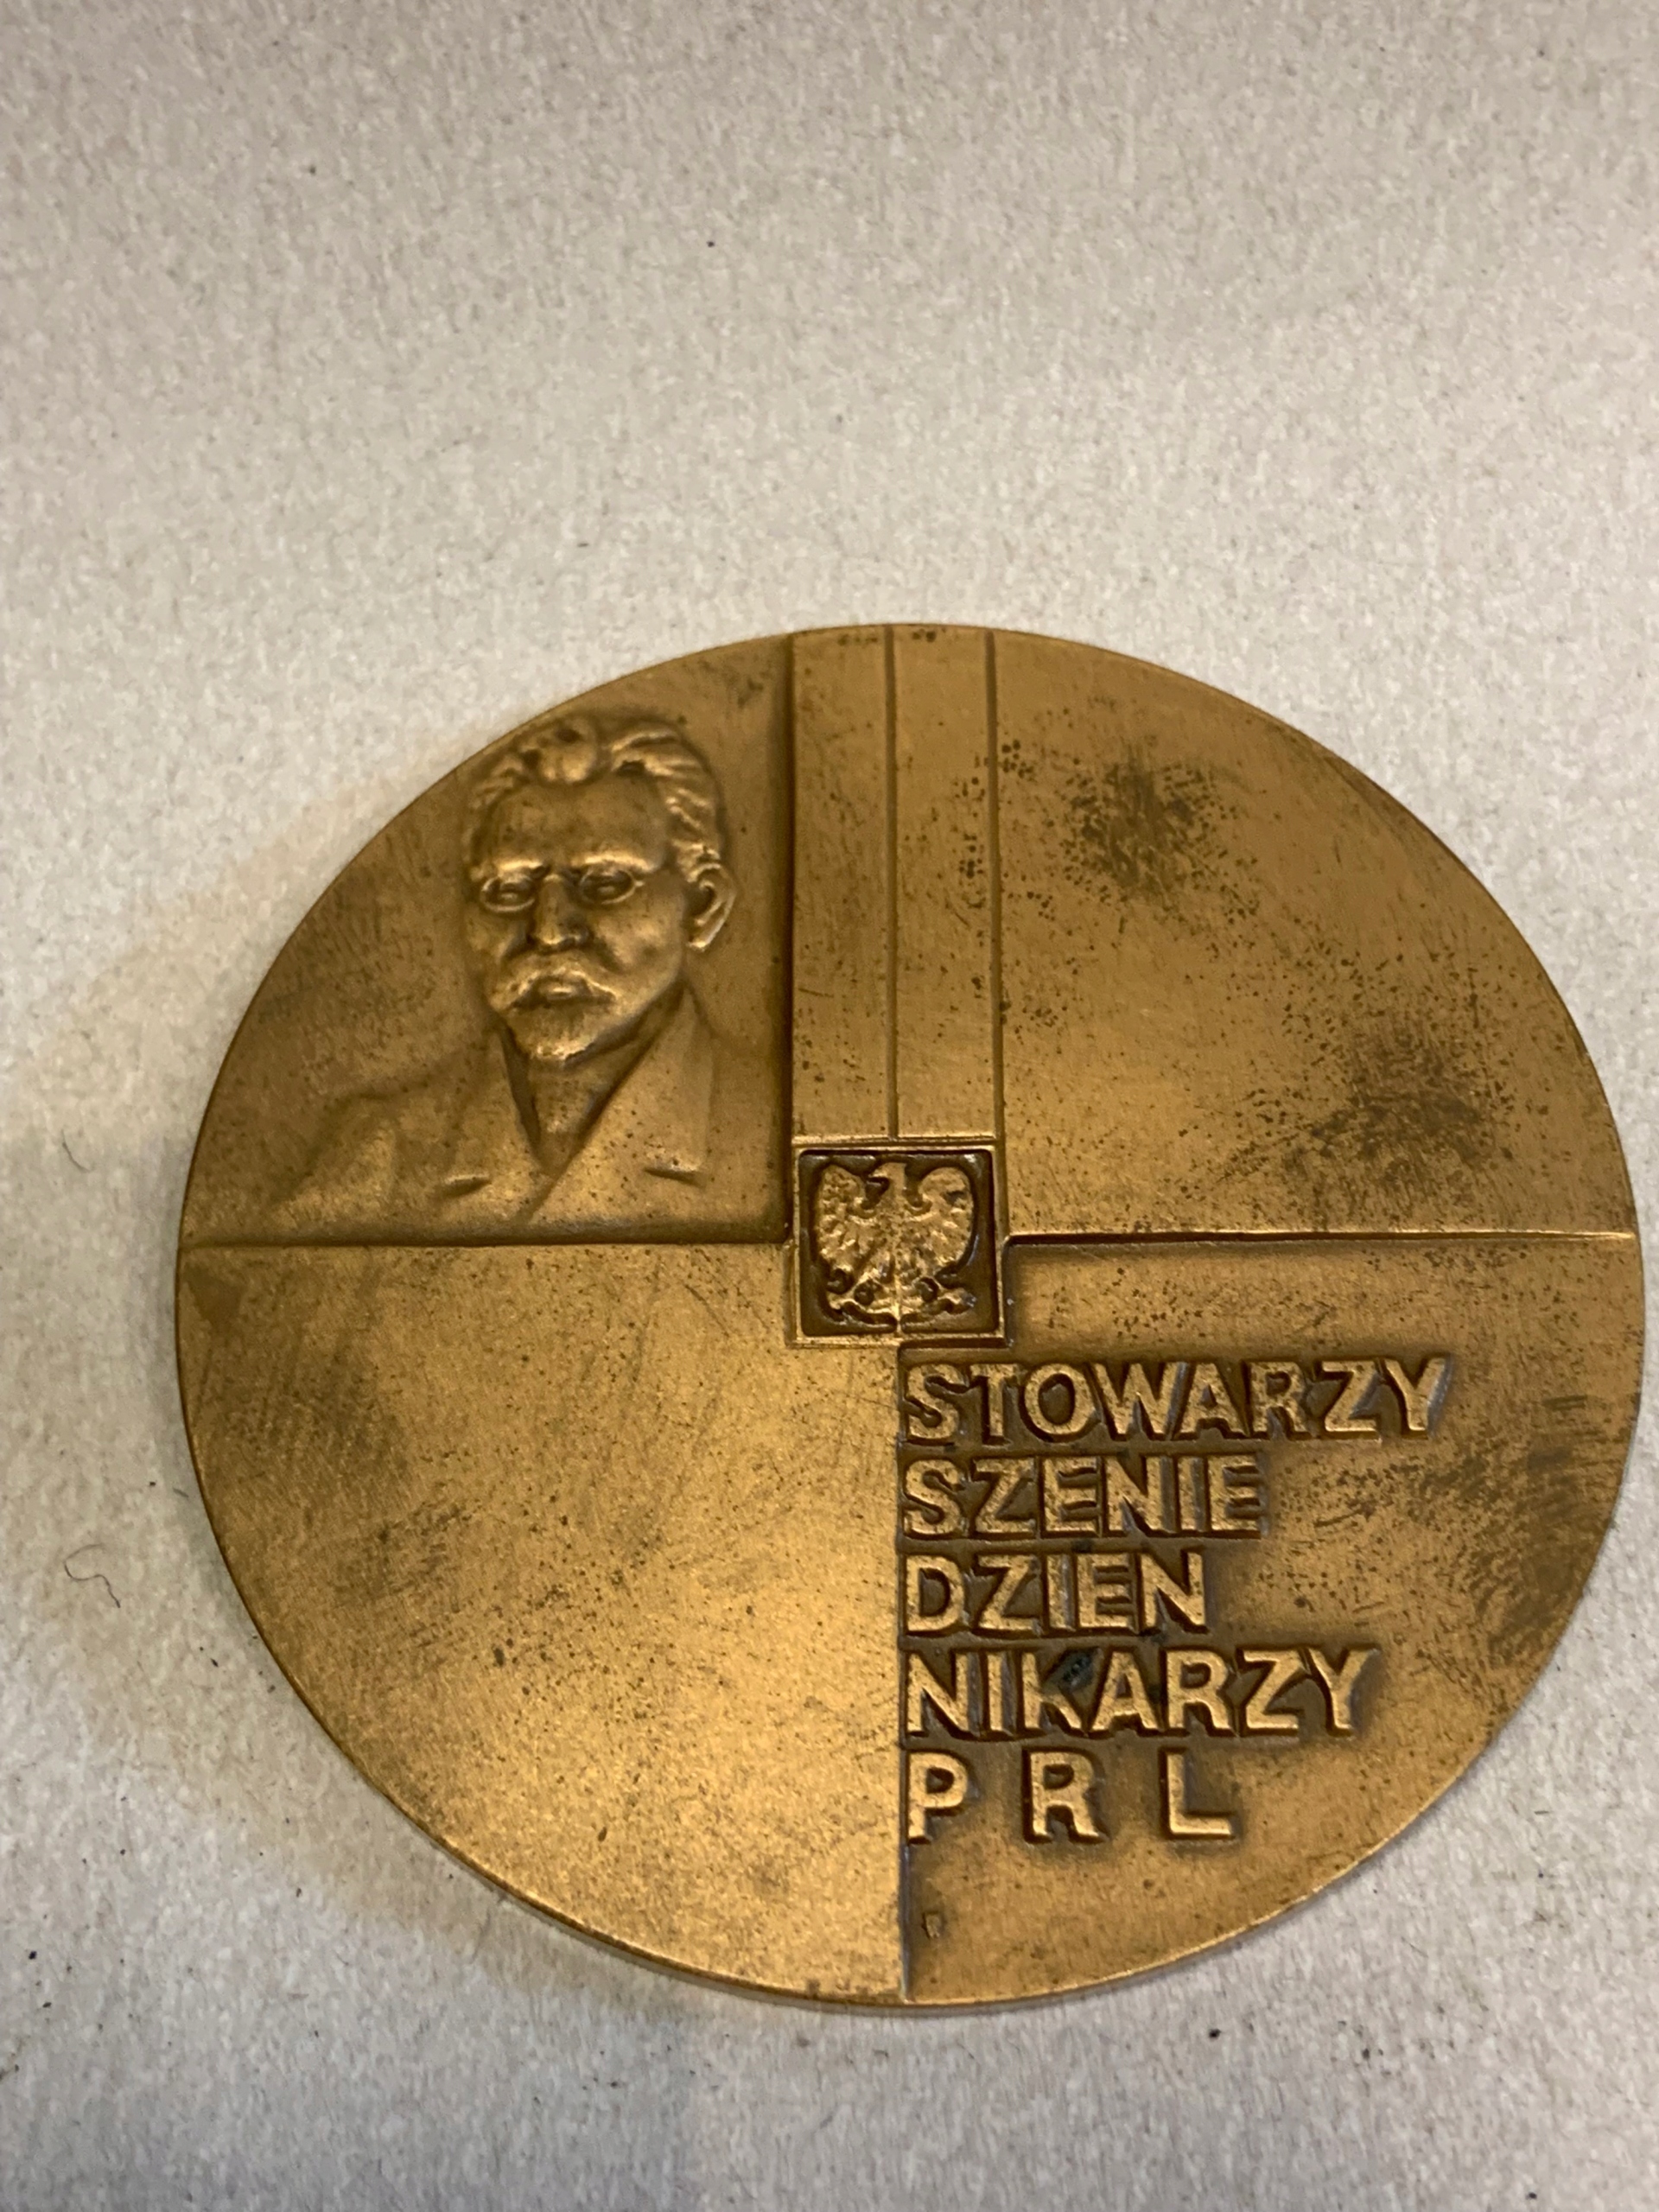 STOWARZY
SZENIE
DZIEN
NIKARZY
P R L